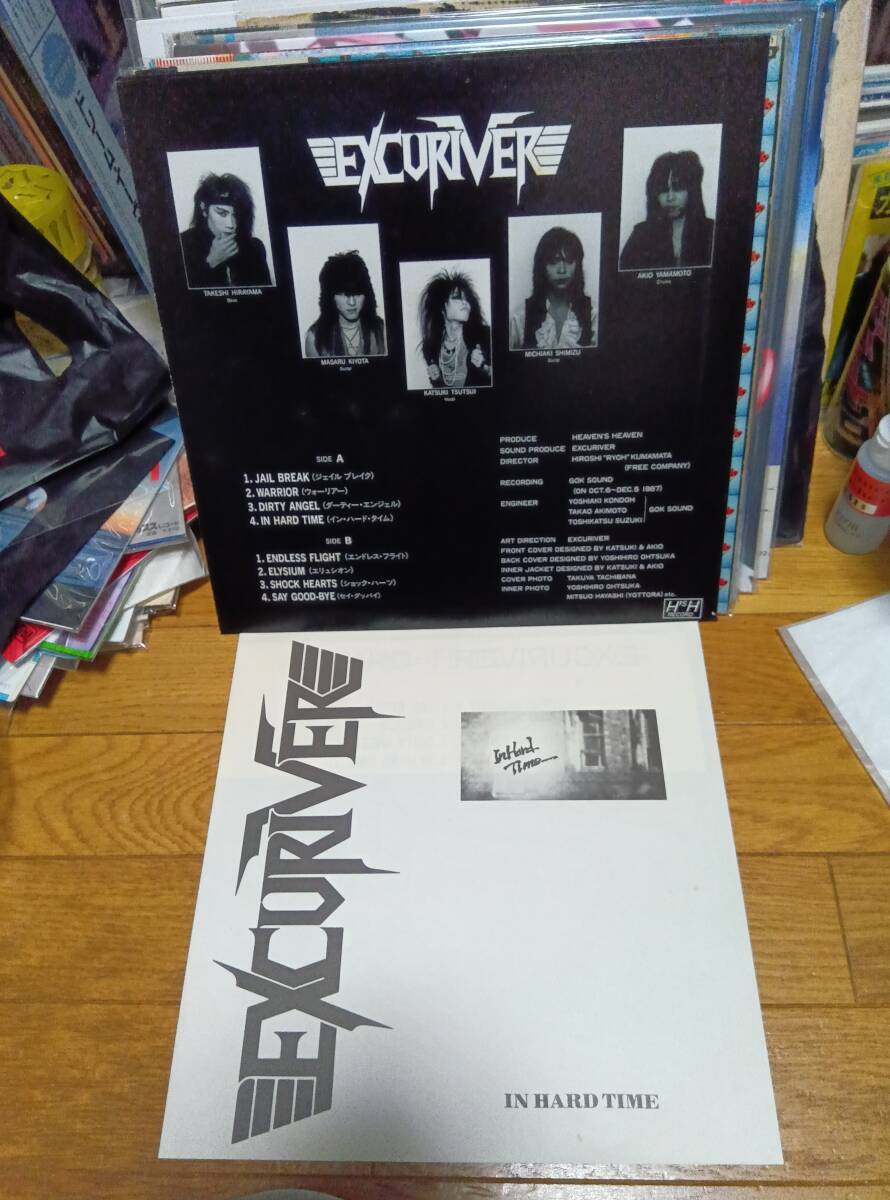 EXCURIVER
TAKESHI HIRAYAMA
Bass
MASARU KIYOTA
Guitar
KATSUKI TSUTSUI
Vocal
MICHIAKI SHIMIZU
Guitar
AKIO YAMAMOTO
Drums
SIDE A
1. JAIL BREAK (ジェイル ブレイク)
2. WARRIOR (ウォーリアー)
3. DIRTY ANGEL (ダーティー・エンジェル)
4. IN HARD TIME (イン・ハード・タイム)
SIDE B
1. ENDLESS FLIGHT (エンドレス・フライト)
2. ELYSIUM (エリュシオン)
3. SHOCK HEARTS (ショック・ハーツ)
4. SAY GOOD-BYE (セイ・グッバイ)
PRODUCE HEAVEN'S HEAVEN
SOUND PRODUCE EXCURIVER
DIRECTOR HIROSHI "RYOH" KUMAMATA
(FREE COMPANY)
RECORDING GOK SOUND
(ON OCT.6~DEC.5 1987)
ENGINEER YOSHIAKI KONDOH
TAKAO AKIMOTO GOK SOUND
TOSHIKATSU SUZUKI
ART DIRECTION EXCURIVER
FRONT COVER DESIGNED BY KATSUKI & AKIO
BACK COVER DESIGNED BY YOSHIHIRO OHTSUKA
INNER JACKET DESIGNED BY KATSUKI & AKIO
COVER PHOTO TAKUYA TACHIBANA
INNER PHOTO YOSHIHIRO OHTSUKA
MITSUO HAYASHI (YOTTORA) etc.
H'S H
RECORD
EXCURIVER
In Hard
Time
IN HARD TIME